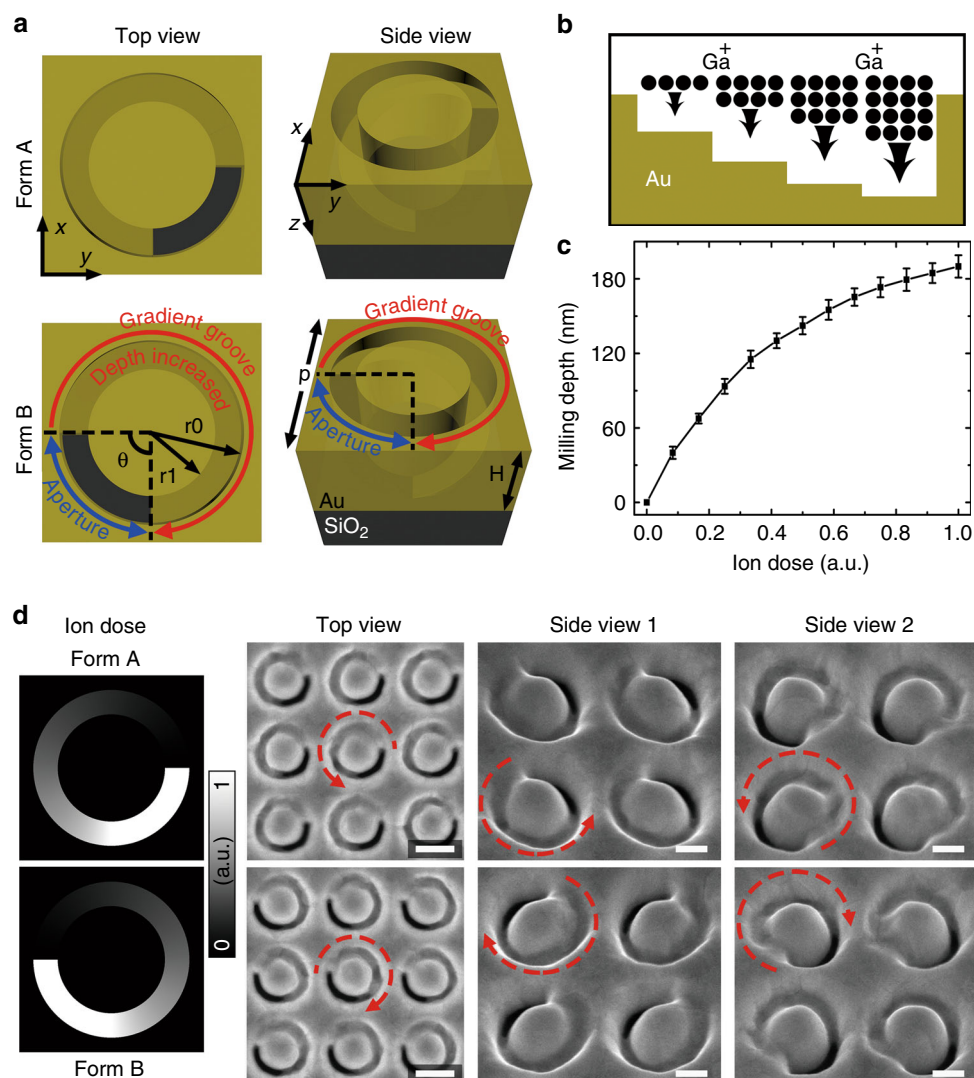 a
Top view
Side view
Form A
x
y
x
y
z
Form B
Gradient groove
Depth increased
r0
θ
r1
Aperture
Gradient groove
p
Aperture
H
Au
SiO2
b
Ga+
Ga+
Au
c
Milling depth (nm)
180
120
60
0
0.0 0.2 0.4 0.6 0.8 1.0
Ion dose (a.u.)
d
Ion dose
Form A
Top view
Side view 1
Side view 2
1
(a.u.)
0
Form B